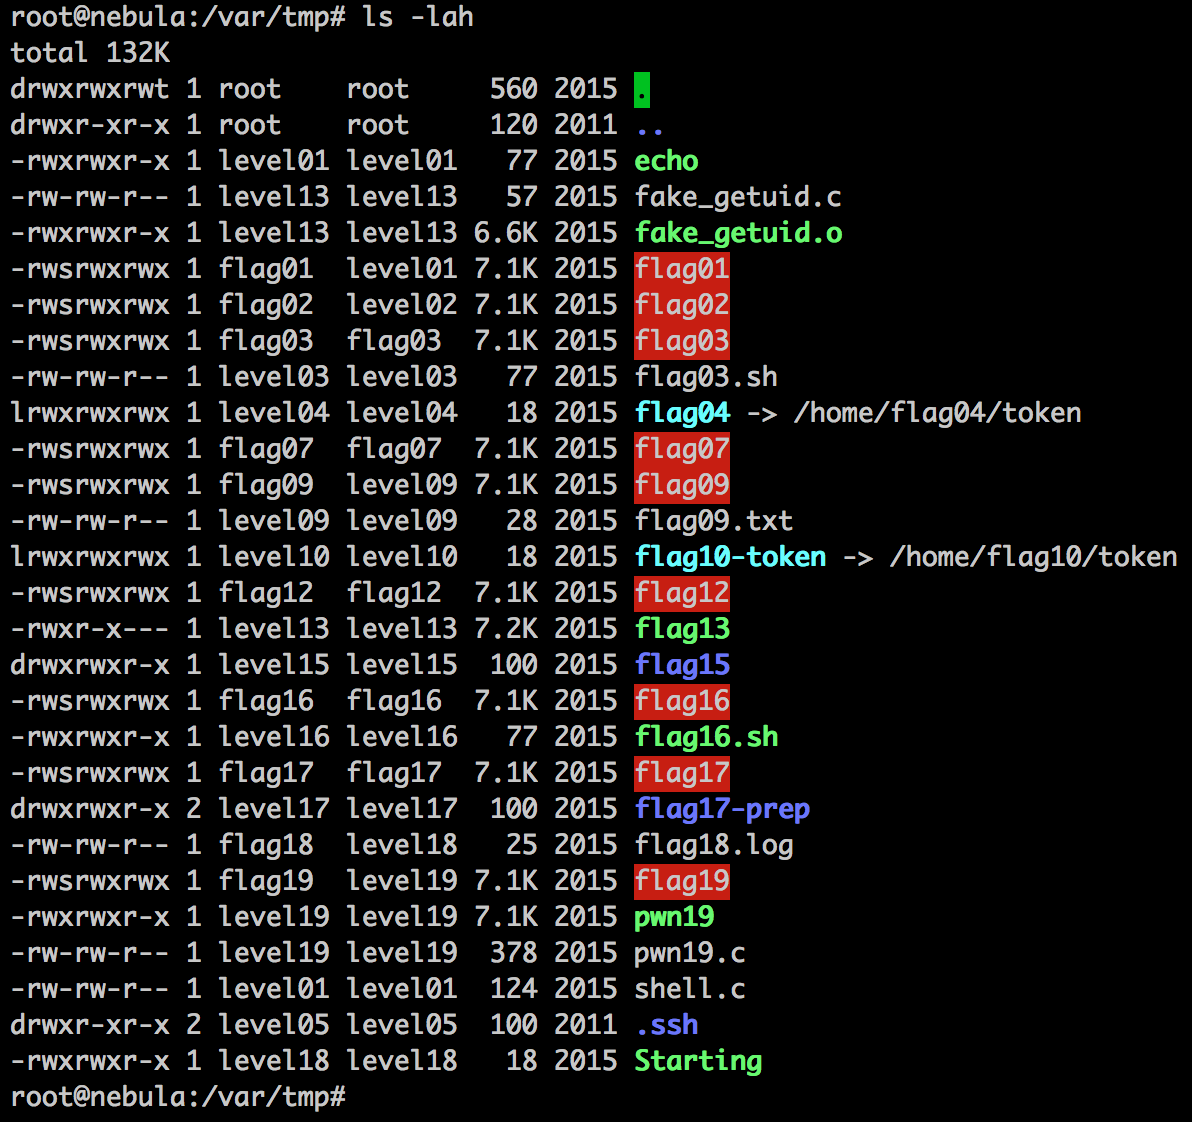 root@nebula:/var/tmp# ls -lah
total 132K
drwxrwxrwt 1 root    root     560 2015 .
drwxr-xr-x 1 root    root     120 2011 ..
-rwxrwxr-x 1 level01 level01   77 2015 echo
-rw-rw-r-- 1 level13 level13   57 2015 fake_getuid.c
-rwxrwxr-x 1 level13 level13 6.6K 2015 fake_getuid.o
-rwsrwxrwx 1 flag01  level01 7.1K 2015 flag01
-rwsrwxrwx 1 flag02  level02 7.1K 2015 flag02
-rwsrwxrwx 1 flag03  flag03  7.1K 2015 flag03
-rw-rw-r-- 1 level03 level03   77 2015 flag03.sh
lrwxrwxrwx 1 level04 level04   18 2015 flag04 -> /home/flag04/token
-rwsrwxrwx 1 flag07  flag07  7.1K 2015 flag07
-rwsrwxrwx 1 flag09  level09 7.1K 2015 flag09
-rw-rw-r-- 1 level09 level09   28 2015 flag09.txt
lrwxrwxrwx 1 level10 level10   18 2015 flag10-token -> /home/flag10/token
-rwsrwxrwx 1 flag12  flag12  7.1K 2015 flag12
-rwxr-x--- 1 level13 level13 7.2K 2015 flag13
drwxrwxr-x 1 level15 level15  100 2015 flag15
-rwsrwxrwx 1 flag16  flag16  7.1K 2015 flag16
-rwxrwxr-x 1 level16 level16   77 2015 flag16.sh
-rwsrwxrwx 1 flag17  flag17  7.1K 2015 flag17
drwxrwxr-x 2 level17 level17  100 2015 flag17-prep
-rw-rw-r-- 1 flag18  level18   25 2015 flag18.log
-rwsrwxrwx 1 flag19  level19 7.1K 2015 flag19
-rwxrwxr-x 1 level19 level19 7.1K 2015 pwn19
-rw-rw-r-- 1 level19 level19  378 2015 pwn19.c
-rw-rw-r-- 1 level01 level01  124 2015 shell.c
drwxr-xr-x 2 level05 level05  100 2011 .ssh
-rwxrwxr-x 1 level18 level18   18 2015 Starting
root@nebula:/var/tmp#